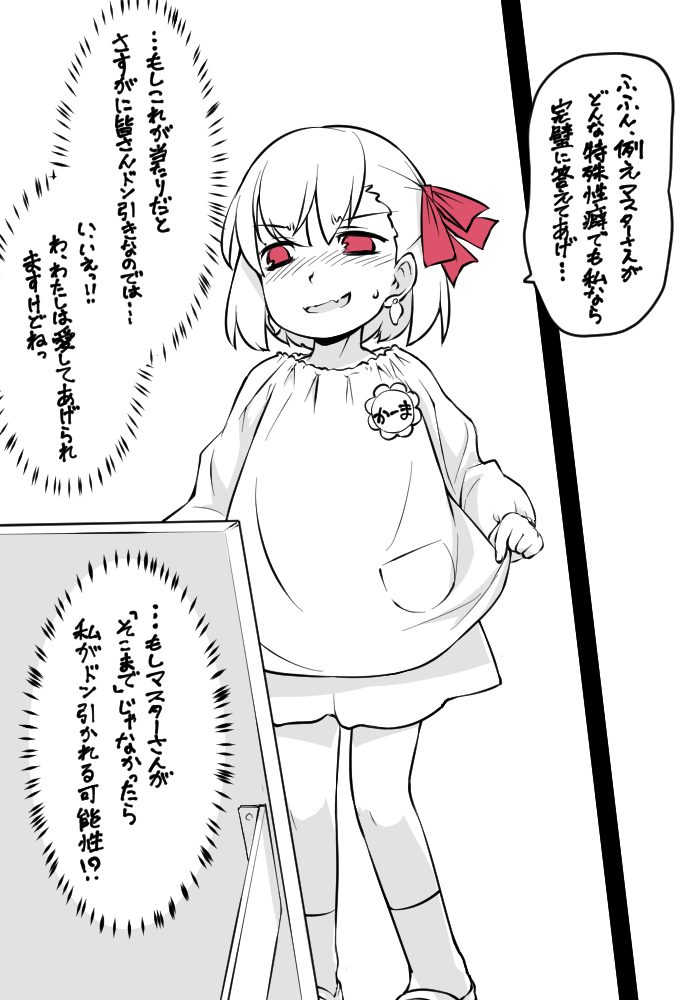 ふふん、例えマスターさんが
どんな特殊性癖でも私なら
完璧に答えてあげ…
…もしこれが当たりだと
さすがに皆さんドン引きなのでは…
いいえっ!!
わ、わたしは愛してあげられ
ますけどねっ
かーま
…もしマスターさんが
「そこまで」じゃなかったら
私がドン引かれる可能性!?